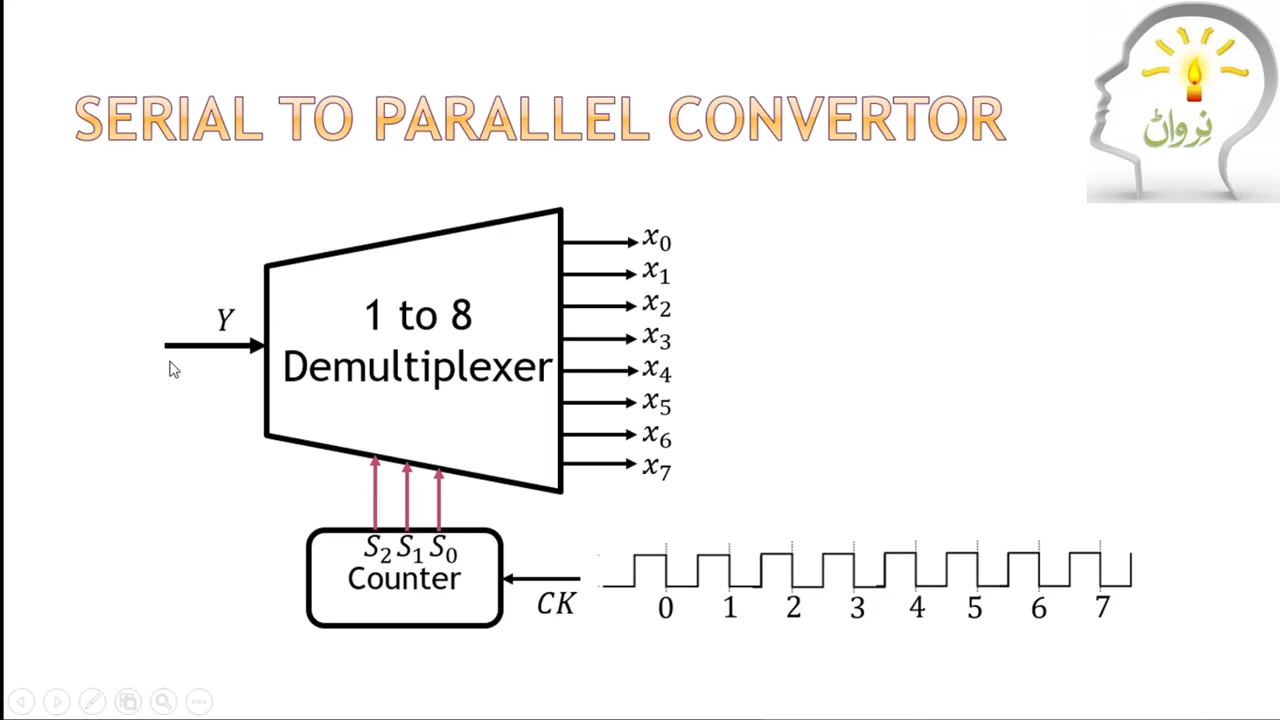 SERIAL TO PARALLEL CONVERTOR
نِروان
Y
1 to 8
Demultiplexer
x0
x1
x2
x3
x4
x5
x6
x7
S2 S1 S0
Counter
CK
0 1 2 3 4 5 6 7